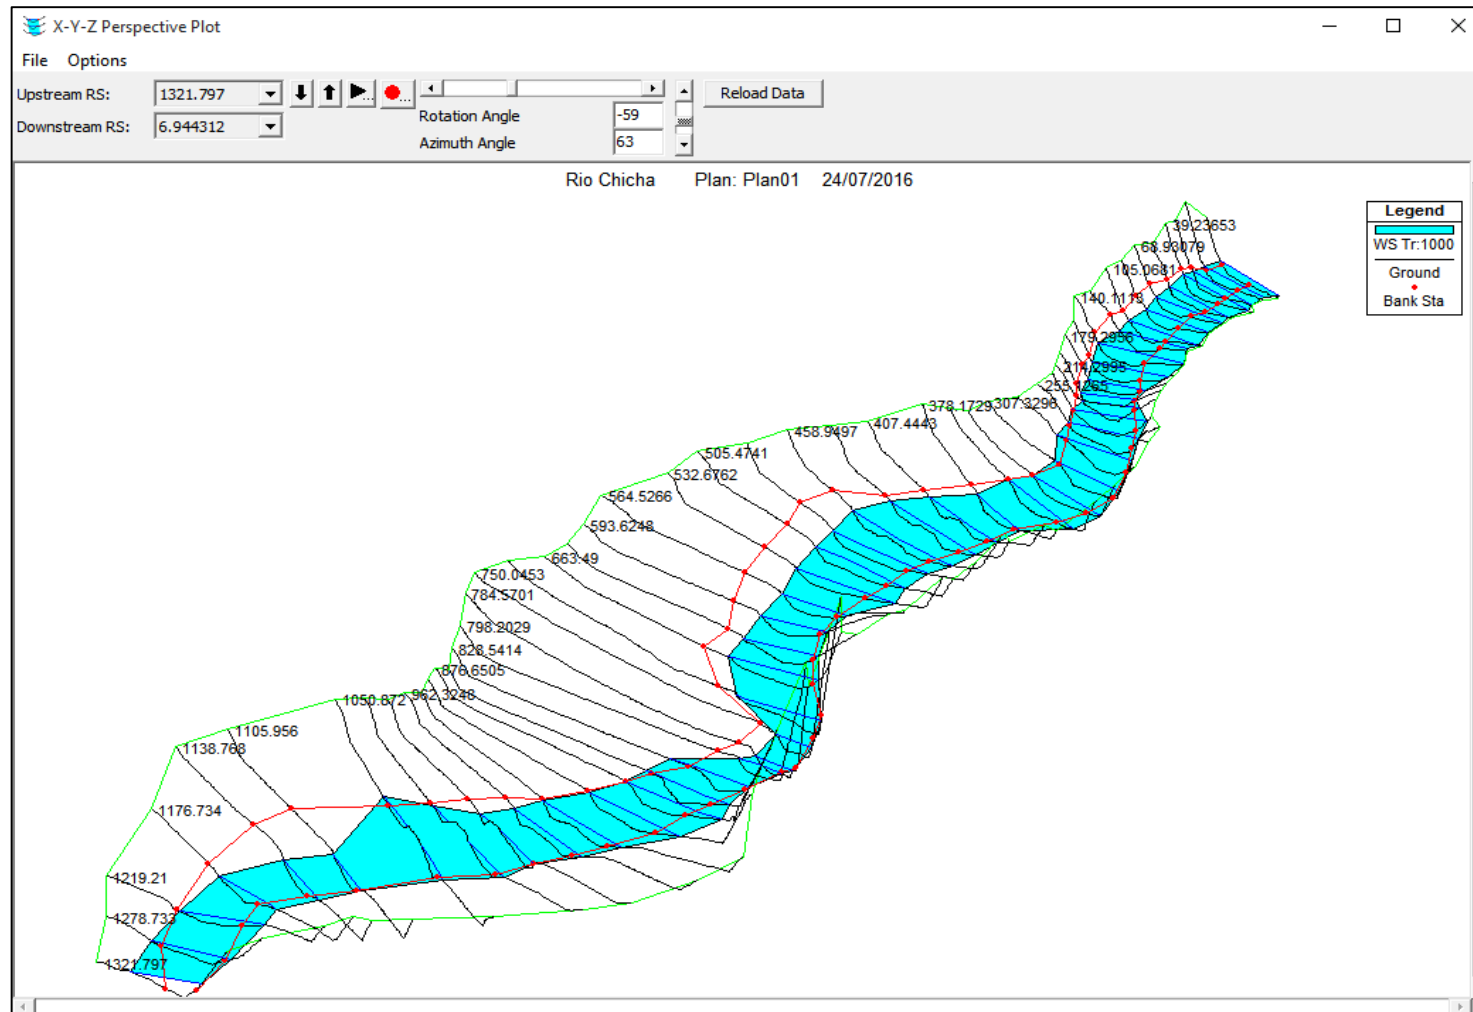 X-Y-Z Perspective Plot
File Options
Upstream RS: 1321.797
Downstream RS: 6.944312
Rotation Angle -59
Azimuth Angle 63
Reload Data
Rio Chicha Plan: Plan01 24/07/2016
Legend
WS Tr:1000
Ground
Bank Sta
39.23653
68.93079
105.0681
140.1113
179.2956
214.2995
255.1265
307.3296
378.1729
407.4443
458.9497
505.4741
532.6762
564.5266
593.6248
663.49
750.0453
784.5701
798.2029
828.5414
876.6505
962.3248
1050.872
1105.956
1138.768
1176.734
1219.21
1278.733
1321.797